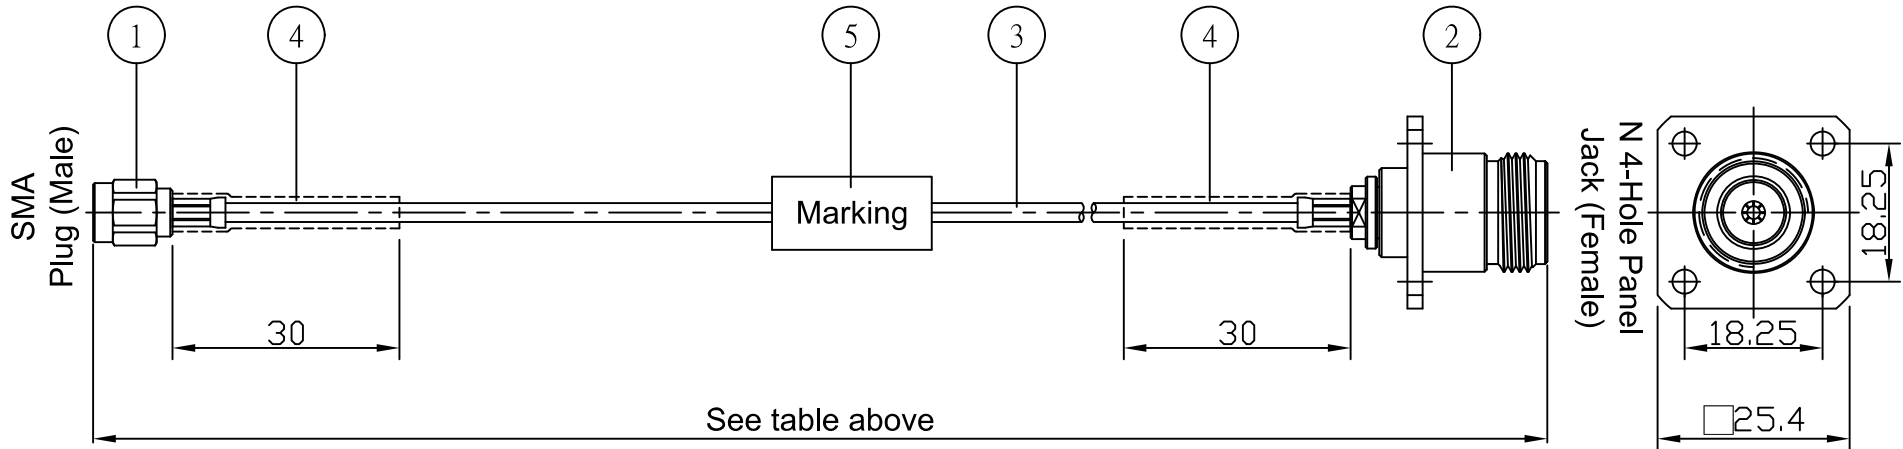 1
4
5
3
4
2
SMA
Plug (Male)
Marking
N 4-Hole Panel
Jack (Female)
18.25
30
30
18.25
See table above
□25.4